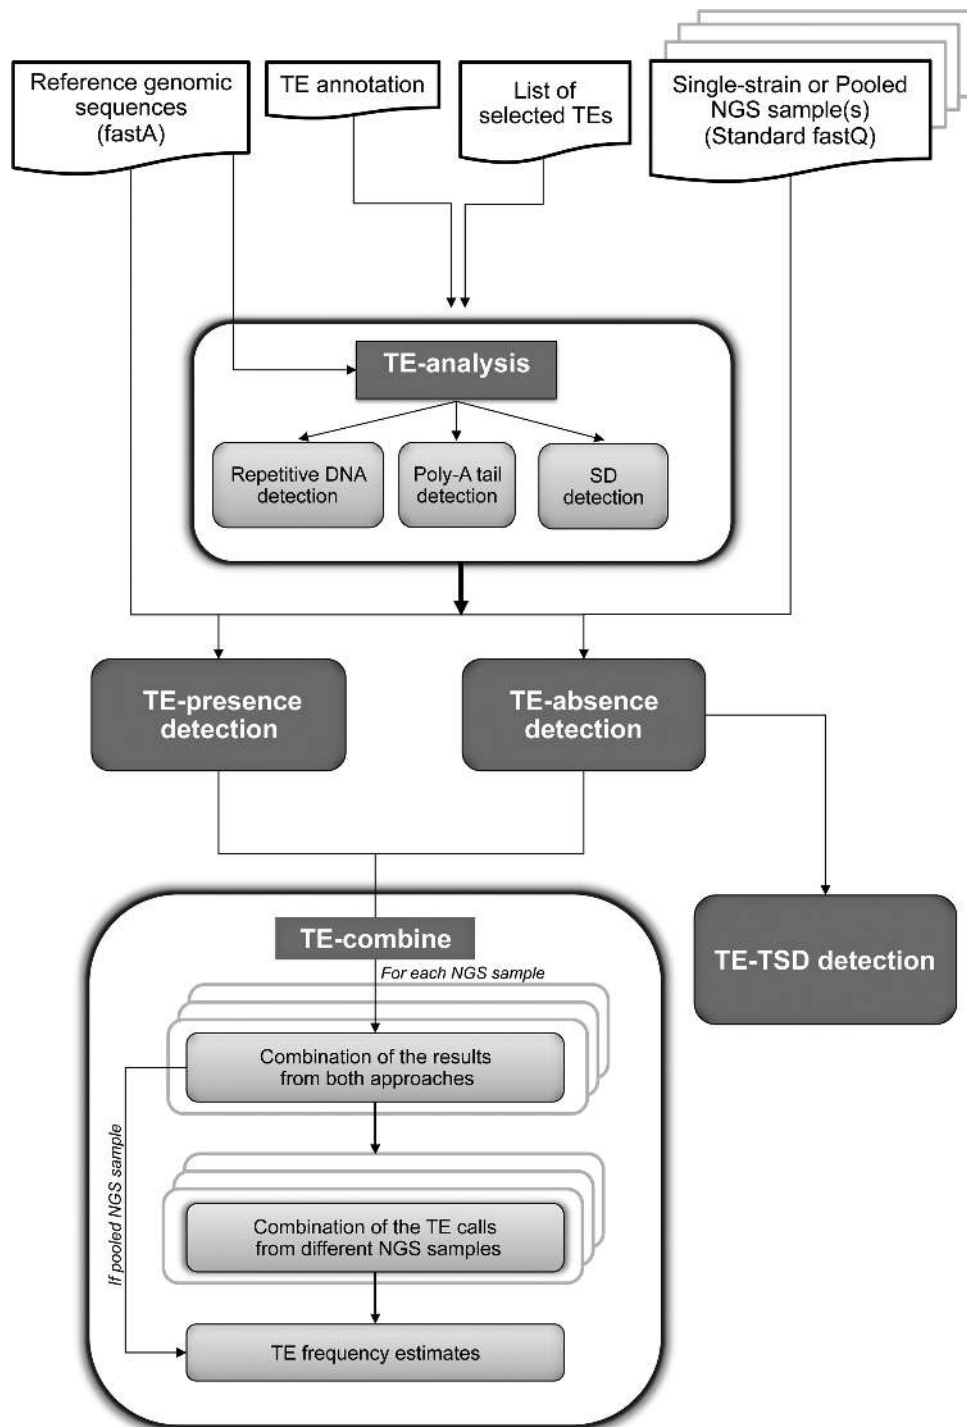 Reference genomic
sequences
(fastA)
TE annotation
List of
selected TEs
Single-strain or Pooled
NGS sample(s)
(Standard fastQ)
TE-analysis
Repetitive DNA
detection
Poly-A tail
detection
SD
detection
TE-presence
detection
TE-absence
detection
TE-TSD detection
TE-combine
For each NGS sample
Combination of the results
from both approaches
If pooled NGS sample
Combination of the TE calls
from different NGS samples
TE frequency estimates